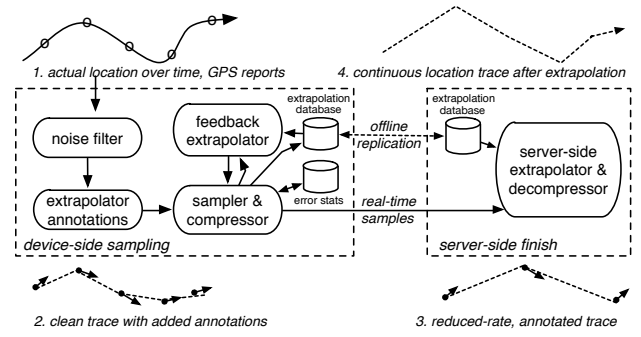 1. actual location over time, GPS reports
4. continuous location trace after extrapolation
noise filter
feedback
extrapolator
extrapolation
database
offline
replication
extrapolation
database
server-side
extrapolator &
decompressor
extrapolator
annotations
sampler &
compressor
error stats
real-time
samples
device-side sampling
server-side finish
2. clean trace with added annotations
3. reduced-rate, annotated trace